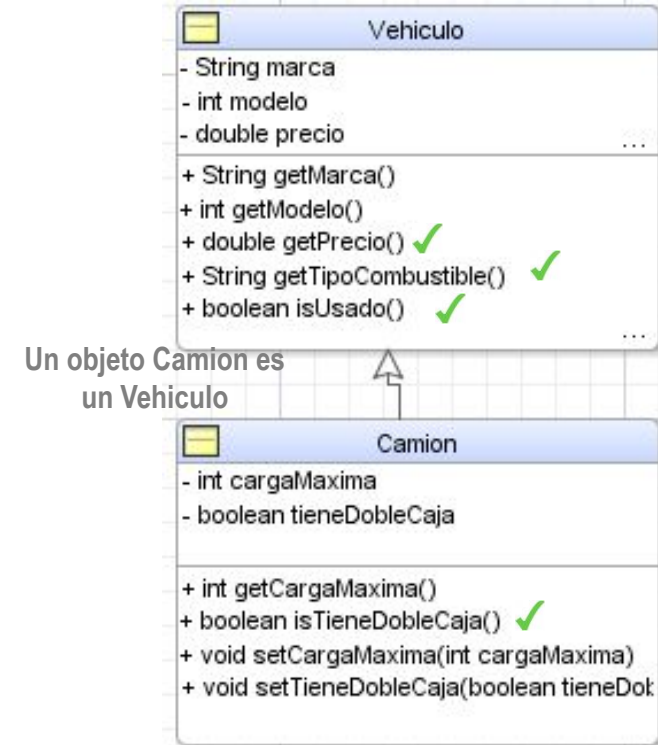 Vehiculo
- String marca
- int modelo
- double precio
...
+ String getMarca()
+ int getModelo()
+ double getPrecio()
+ String getTipoCombustible()
+ boolean isUsado()
...
Un objeto Camion es
un Vehiculo
Camion
- int cargaMaxima
- boolean tieneDobleCaja
+ int getCargaMaxima()
+ boolean isTieneDobleCaja()
+ void setCargaMaxima(int cargaMaxima)
+ void setTieneDobleCaja(boolean tieneDob